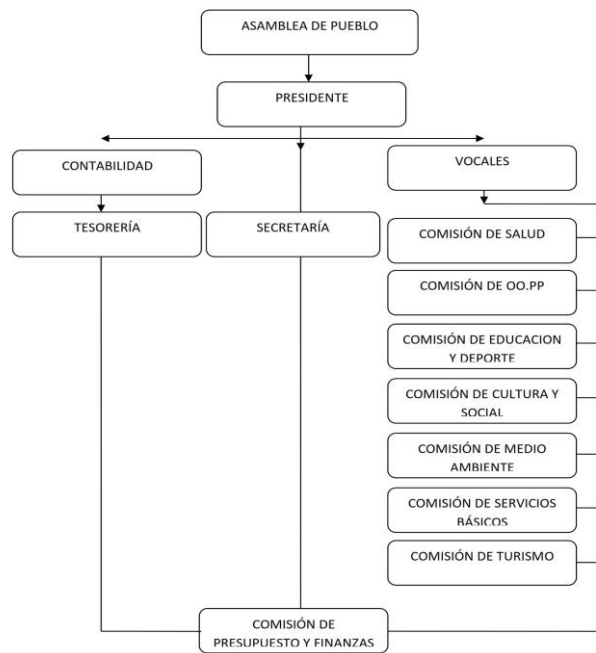 ASAMBLEA DE PUEBLO
PRESIDENTE
CONTABILIDAD
VOCALES
TESORERÍA
SECRETARÍA
COMISIÓN DE SALUD
COMISIÓN DE OO.PP
COMISIÓN DE EDUCACION
Y DEPORTE
COMISIÓN DE CULTURA Y
SOCIAL
COMISIÓN DE MEDIO
AMBIENTE
COMISIÓN DE SERVICIOS
BÁSICOS
COMISIÓN DE TURISMO
COMISIÓN DE
PRESUPUESTO Y FINANZAS